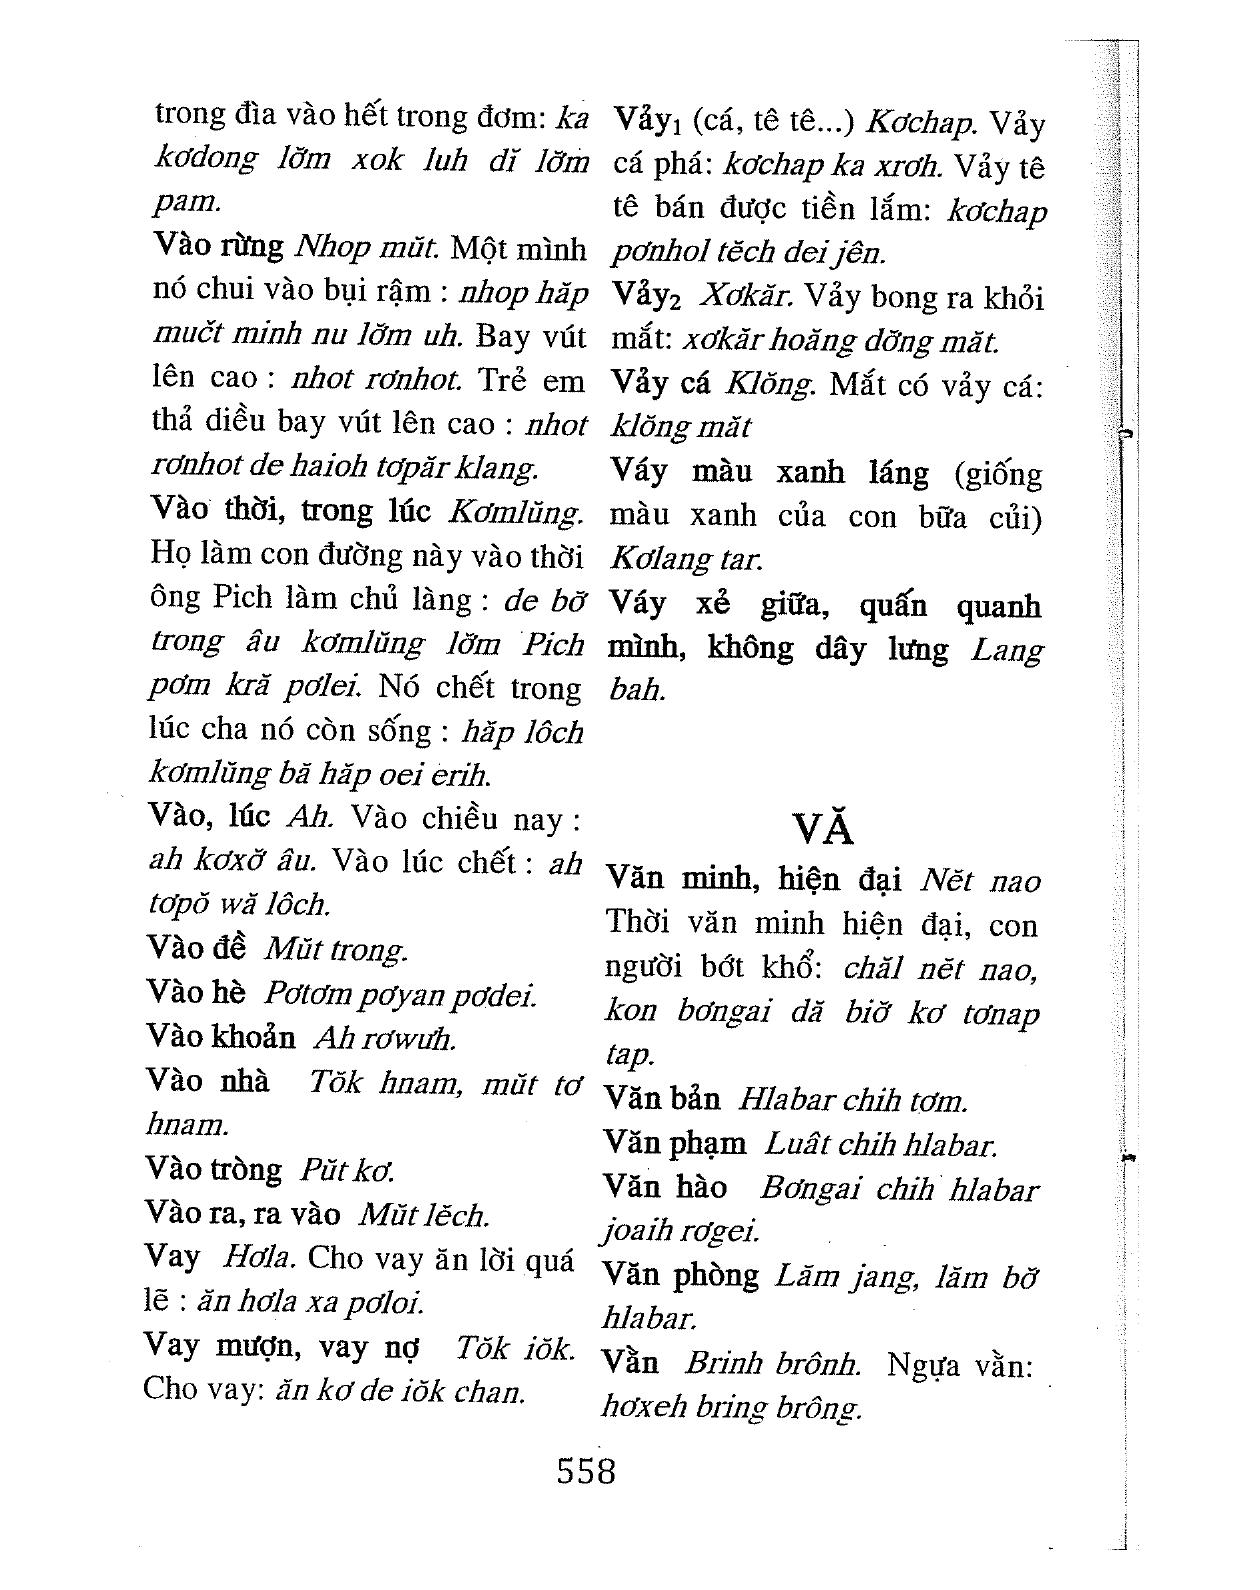 trong đìa vào hết trong đơm: ka
kơdong lơ̆m xok luh dĭ lơ̆m
pam.
Vào rừng Nhop mŭt. Một mình
nó chui vào bụi rậm : nhop hăp
mučt minh nu lơ̆m uh. Bay vút
lên cao : nhot rơnhot. Trẻ em
thả diều bay vút lên cao : nhot
rơnhot de haioh tơpăr klang.
Vào thời, trong lúc Kơmlŭng.
Họ làm con đường này vào thời
ông Pich làm chủ làng : de bơ̆
trong âu kơmlŭng lơ̆m Pich
pơm kră pơlei. Nó chết trong
lúc cha nó còn sống : hăp lôch
kơmlŭng bă hăp oei erih.
Vào, lúc Ah. Vào chiều nay :
ah kơxơ̆ âu. Vào lúc chết : ah
tơpŏ wă lôch.
Vào đề Mŭt trong.
Vào hè Pơtơm pơyan pơdei.
Vào khoản Ah rơwưh.
Vào nhà Tŏk hnam, mŭt tơ
hnam.
Vào tròng Pŭt kơ.
Vào ra, ra vào Mŭt lĕch.
Vay Hơla. Cho vay ăn lời quá
lẽ : ăn hơla xa pơloi.
Vay mượn, vay nợ Tŏk iŏk.
Cho vay: ăn kơ de iŏk chan.
Vảy₁ (cá, tê tê...) Kơchap. Vảy
cá phá: kơchap ka xrơh. Vảy tê
tê bán được tiền lắm: kơchap
pơnhol tĕch dei jên.
Vảy₂ Xơkăr. Vảy bong ra khỏi
mắt: xơkăr hoăng dơ̆ng măt.
Vảy cá Klŏng. Mắt có vảy cá:
klŏng măt
Váy màu xanh láng (giống
màu xanh của con bữa củi)
Kơlang tar.
Váy xẻ giữa, quấn quanh
mình, không dây lưng Lang
bah.
VĂ
Văn minh, hiện đại Nĕt nao
Thời văn minh hiện đại, con
người bớt khổ: chăl nĕt nao,
kon bơngai dă biơ̆ kơ tơnap
tap.
Văn bản Hlabar chih tơm.
Văn phạm Luât chih hlabar.
Văn hào Bơngai chih hlabar
joaih rơgei.
Văn phòng Lăm jang, lăm bơ̆
hlabar.
Vằn Brinh brônh. Ngựa vằn:
hơxeh bring brông.
558